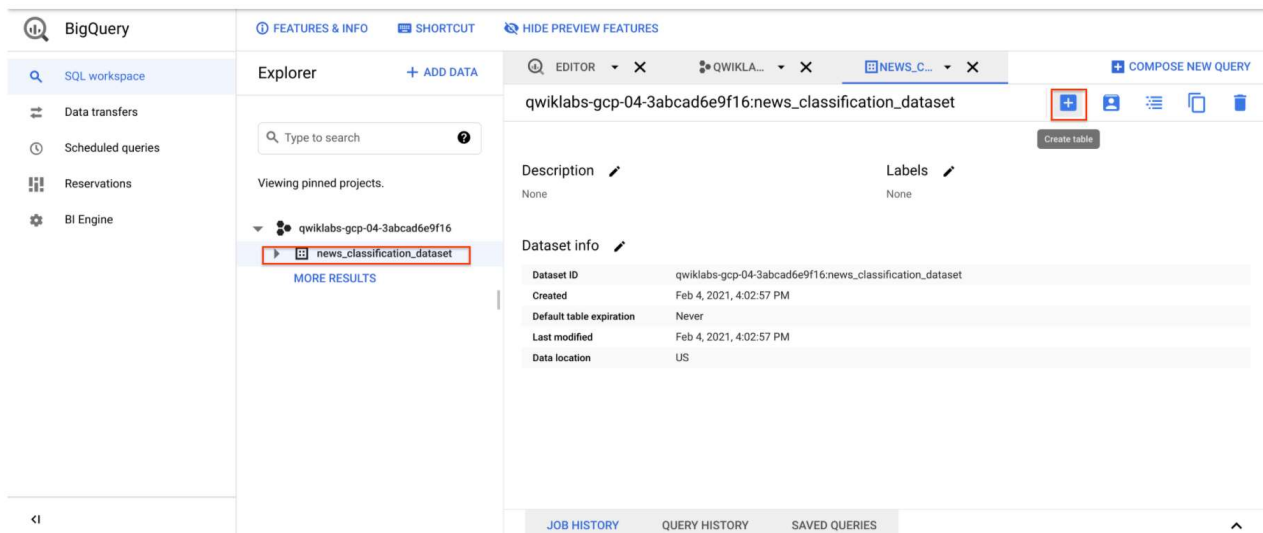 BigQuery
FEATURES & INFO
SHORTCUT
HIDE PREVIEW FEATURES
SQL workspace
Data transfers
Scheduled queries
Reservations
BI Engine
Explorer
+ ADD DATA
Type to search
Viewing pinned projects.
qwiklabs-gcp-04-3abcad6e9f16
news_classification_dataset
MORE RESULTS
EDITOR
QWIKLA...
NEWS_C...
COMPOSE NEW QUERY
qwiklabs-gcp-04-3abcad6e9f16:news_classification_dataset
Create table
Description
None
Labels
None
Dataset info
Dataset ID qwiklabs-gcp-04-3abcad6e9f16:news_classification_dataset
Created Feb 4, 2021, 4:02:57 PM
Default table expiration Never
Last modified Feb 4, 2021, 4:02:57 PM
Data location US
JOB HISTORY QUERY HISTORY SAVED QUERIES